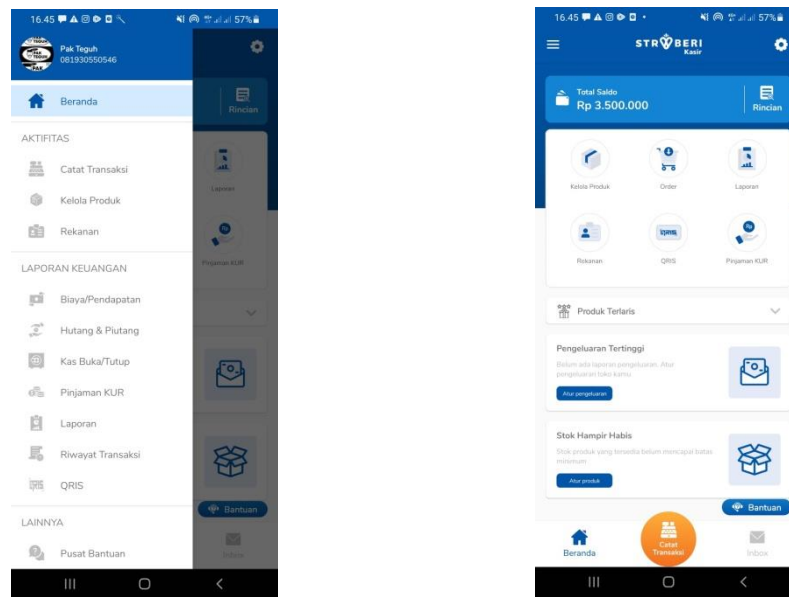 16.45
57%
Pak Teguh
081930550546
Beranda
Rincian
AKTIFITAS
Catat Transaksi
Kelola Produk
Laporan
Rekanan
LAPORAN KEUANGAN
Pinjaman KUR
Biaya/Pendapatan
Hutang & Piutang
Kas Buka/Tutup
Pinjaman KUR
Laporan
Riwayat Transaksi
QRIS
Bantuan
LAINNYA
Pusat Bantuan
Inbox
16.45
57%
STRWBERI
Kasir
Total Saldo
Rp 3.500.000
Rincian
Kelola Produk
Order
Laporan
Rekanan
QRIS
Pinjaman KUR
Produk Terlaris
Pengeluaran Tertinggi
Belum ada laporan pengeluaran. Atur
pengeluaran toko kamu
Atur pengeluaran
Stok Hampir Habis
Stok produk yang tersedia belum mencapai batas
minimum
Atur produk
Bantuan
Beranda
Catat
Transaksi
Inbox